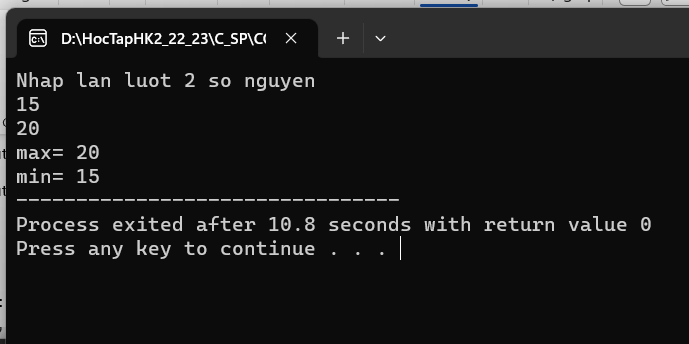 D:\HocTapHK2_22_23\C_SP\C
Nhap lan luot 2 so nguyen
15
20
max= 20
min= 15
--------------------------------
Process exited after 10.8 seconds with return value 0
Press any key to continue . . .